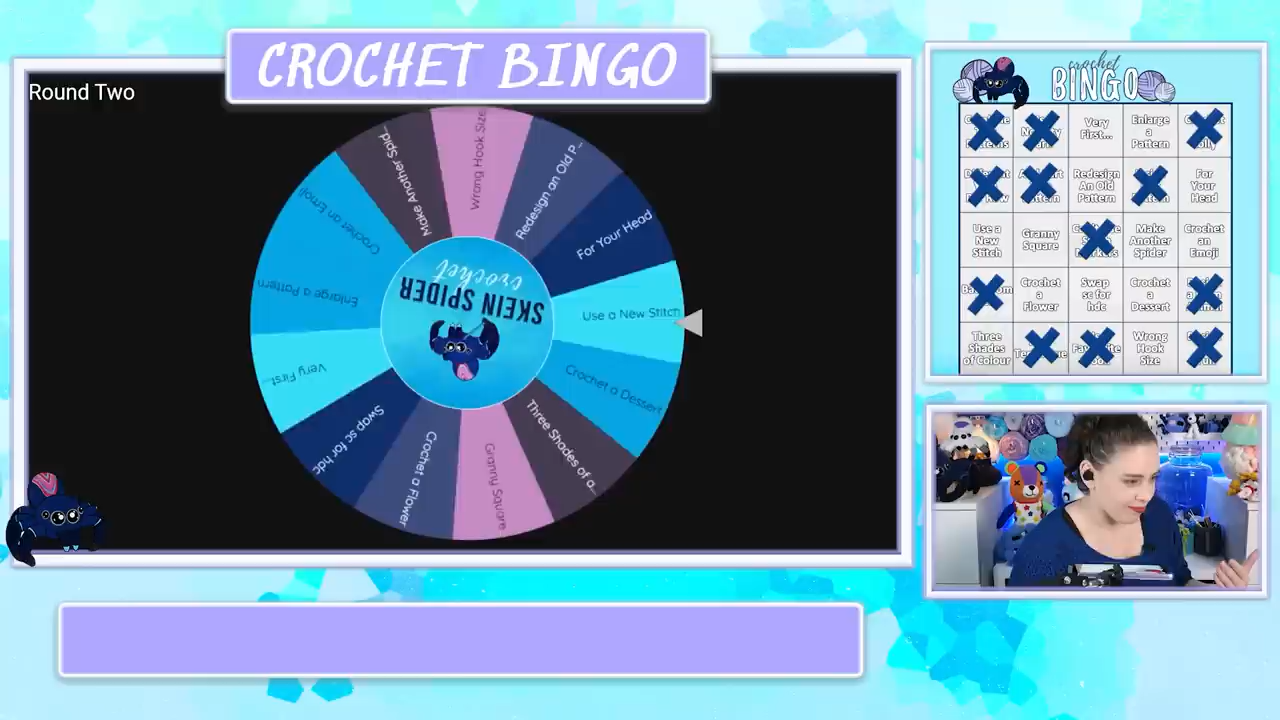 CROCHET BINGO
Round Two
Wrong Hook Size
Redesign an Old P...
For Your Head
Use a New Stitch
Crochet a Dessert
Three Shades of a...
Granny Square
Crochet a Flower
Swap sc for hdc
Very First...
Enlarge a Pattern
Crochet an Emoji
Make Another Spid...
SKEIN SPIDER
crochet
crochet
BINGO
Very
First...
Enlarge
a
Pattern
Redesign
An Old
Pattern
For
Your
Head
Use a
New
Stitch
Granny
Square
Make
Another
Spider
Crochet
an
Emoji
Crochet
a
Flower
Swap
sc for
hdc
Crochet
a
Dessert
Three
Shades
of Colour
Wrong
Hook
Size